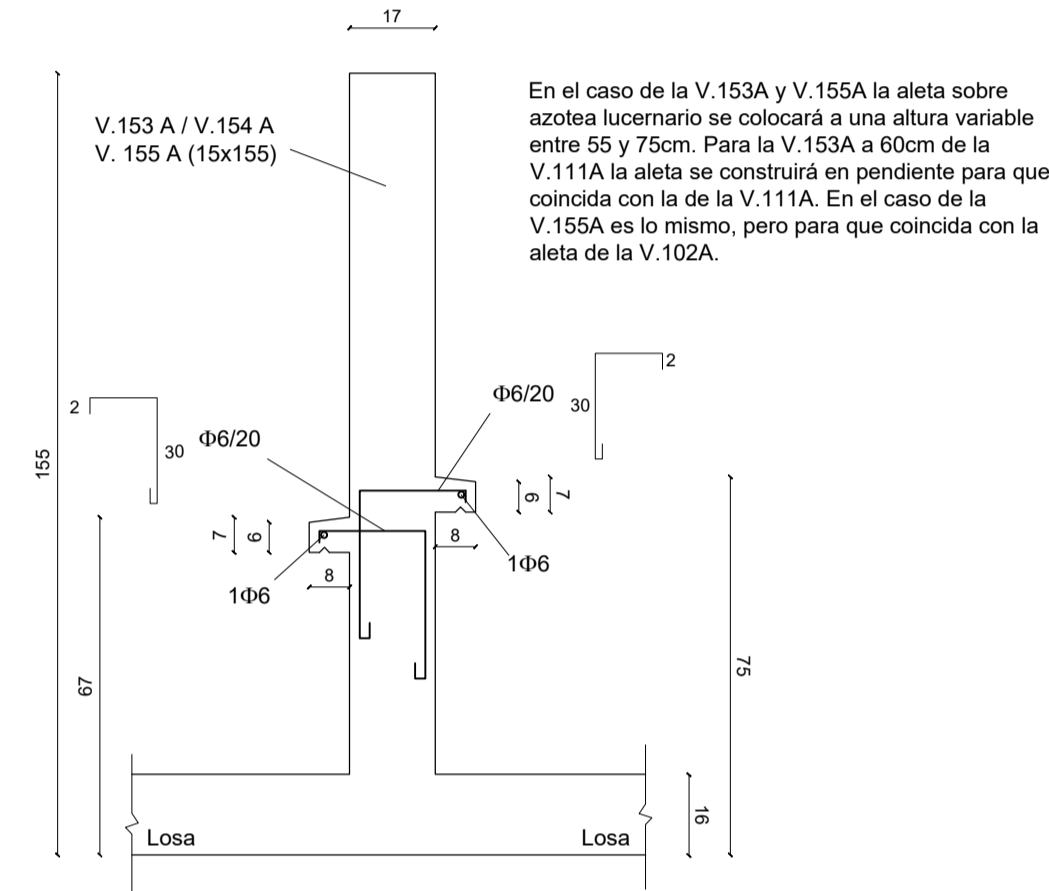 17
V.153 A / V.154 A
V. 155 A (15x155)
En el caso de la V.153A y V.155A la aleta sobre
azotea lucernario se colocará a una altura variable
entre 55 y 75cm. Para la V.153A a 60cm de la
V.111A la aleta se construirá en pendiente para que
coincida con la de la V.111A. En el caso de la
V.155A es lo mismo, pero para que coincida con la
aleta de la V.102A.
2
Φ6/20
30
2
Φ6/20
30
155
6
7
7
6
8
1Φ6
8
1Φ6
75
67
16
Losa
Losa